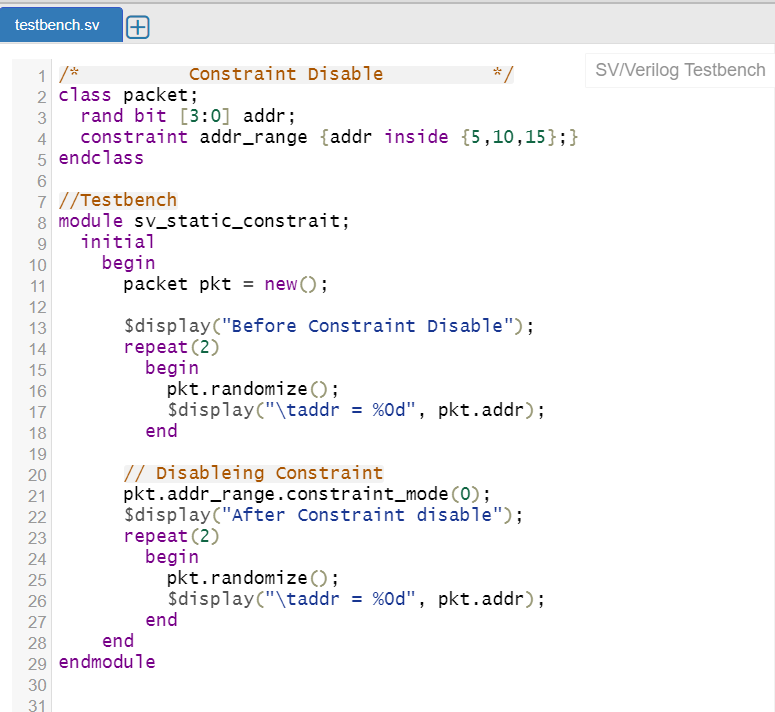 testbench.sv
SV/Verilog Testbench
1 /*          Constraint Disable          */
2 class packet;
3   rand bit [3:0] addr;
4   constraint addr_range {addr inside {5,10,15};}
5 endclass
6
7 //Testbench
8 module sv_static_constrait;
9   initial
10     begin
11       packet pkt = new();
12
13       $display("Before Constraint Disable");
14       repeat(2)
15         begin
16           pkt.randomize();
17           $display("\taddr = %0d", pkt.addr);
18         end
19
20       // Disableing Constraint
21       pkt.addr_range.constraint_mode(0);
22       $display("After Constraint disable");
23       repeat(2)
24         begin
25           pkt.randomize();
26           $display("\taddr = %0d", pkt.addr);
27         end
28     end
29 endmodule
30
31